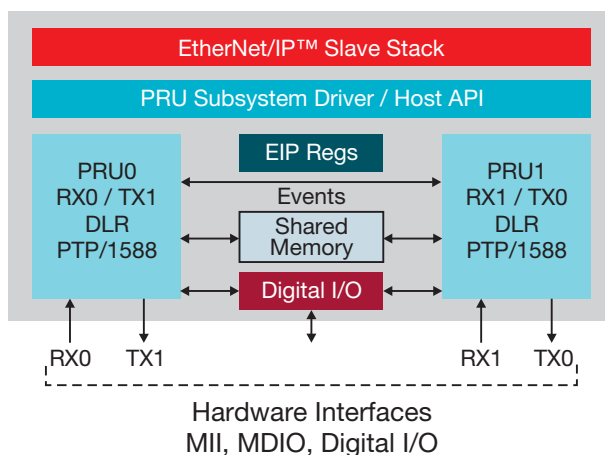 EtherNet/IP™ Slave Stack
PRU Subsystem Driver / Host API
PRU0
RX0 / TX1
DLR
PTP/1588
EIP Regs
Events
Shared
Memory
Digital I/O
PRU1
RX1 / TX0
DLR
PTP/1588
RX0
TX1
RX1
TX0
Hardware Interfaces
MII, MDIO, Digital I/O